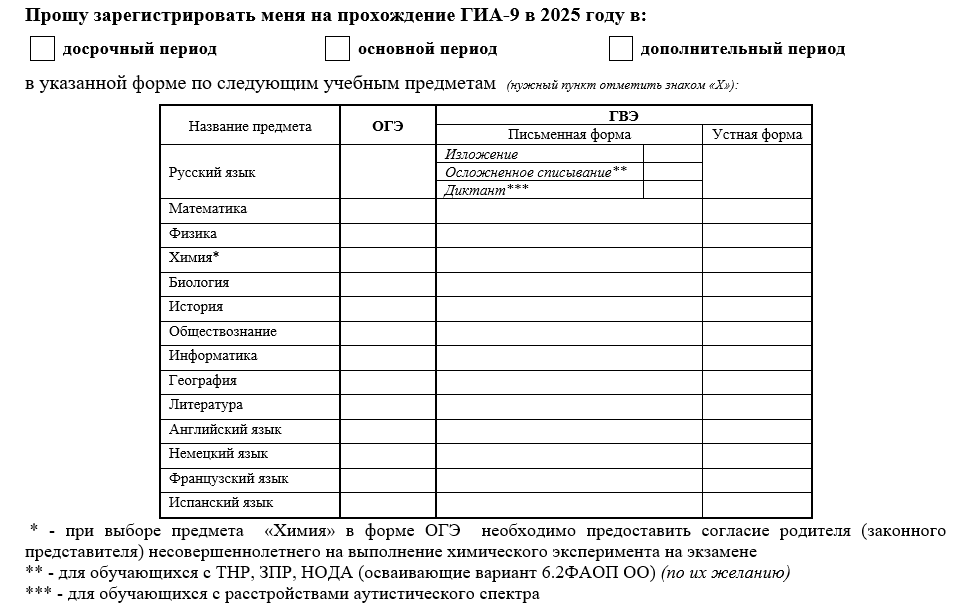 Прошу зарегистрировать меня на прохождение ГИА-9 в 2025 году в:
досрочный период основной период дополнительный период
в указанной форме по следующим учебным предметам (нужный пункт отметить знаком «X»):
Название предмета ОГЭ ГВЭ
Письменная форма Устная форма
Русский язык
Изложение
Осложненное списывание**
Диктант***
Математика
Физика
Химия*
Биология
История
Обществознание
Информатика
География
Литература
Английский язык
Немецкий язык
Французский язык
Испанский язык
* - при выборе предмета «Химия» в форме ОГЭ необходимо предоставить согласие родителя (законного
представителя) несовершеннолетнего на выполнение химического эксперимента на экзамене
** - для обучающихся с ТНР, ЗПР, НОДА (осваивающие вариант 6.2ФАОП ОО) (по их желанию)
*** - для обучающихся с расстройствами аутистического спектра